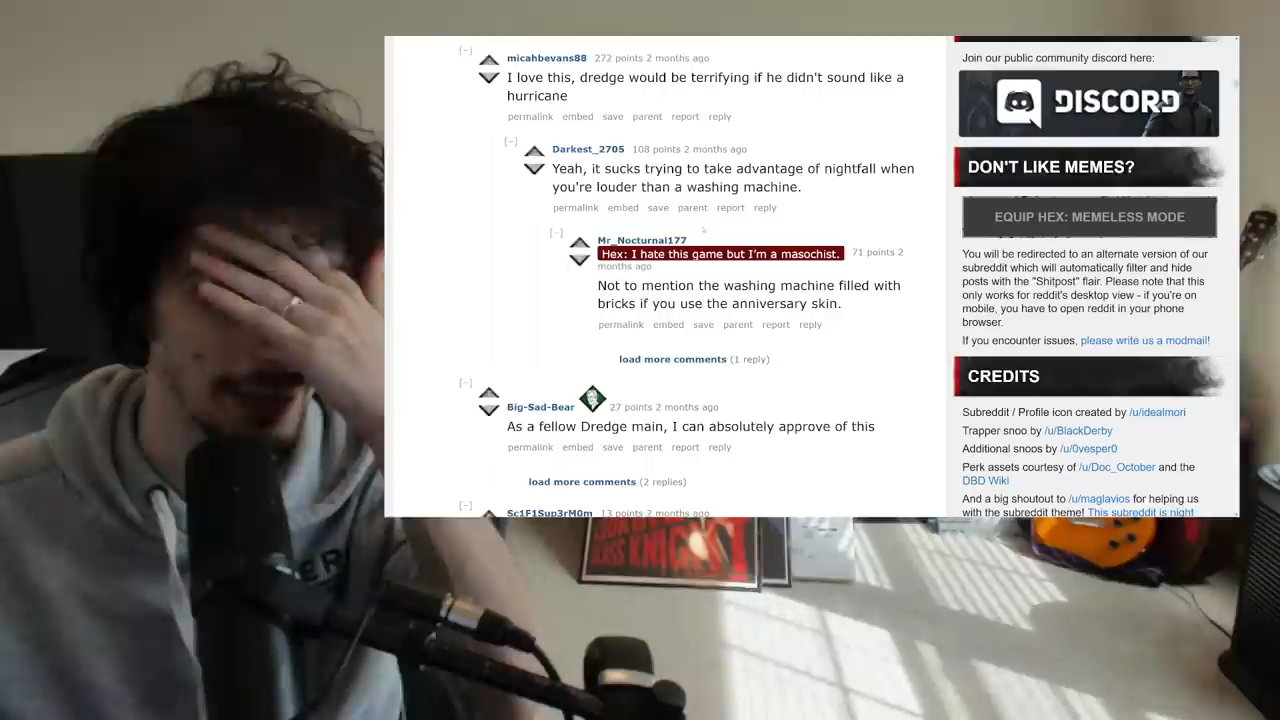 [-]
micahbevans88 272 points 2 months ago
I love this, dredge would be terrifying if he didn't sound like a
hurricane
permalink embed save parent report reply
[-]
Darkest_2705 108 points 2 months ago
Yeah, it sucks trying to take advantage of nightfall when
you're louder than a washing machine.
permalink embed save parent report reply
[-]
Mr_Nocturnal177
Hex: I hate this game but I'm a masochist. 71 points 2
months ago
Not to mention the washing machine filled with
bricks if you use the anniversary skin.
permalink embed save parent report reply
load more comments (1 reply)
[-]
Big-Sad-Bear 27 points 2 months ago
As a fellow Dredge main, I can absolutely approve of this
permalink embed save parent report reply
load more comments (2 replies)
[-]
Sc1F1Sup3rM0m 13 points 2 months ago
Join our public community discord here:
DISCORD
DON'T LIKE MEMES?
EQUIP HEX: MEMELESS MODE
You will be redirected to an alternate version of our
subreddit which will automatically filter and hide
posts with the "Shitpost" flair. Please note that this
only works for reddit's desktop view - if you're on
mobile, you have to open reddit in your phone
browser.
If you encounter issues, please write us a modmail!
CREDITS
Subreddit / Profile icon created by /u/idealmori
Trapper snoo by /u/BlackDerby
Additional snoos by /u/0vesper0
Perk assets courtesy of /u/Doc_October and the
DBD Wiki
And a big shoutout to /u/maglavios for helping us
with the subreddit theme! This subreddit is night
KNIGHT